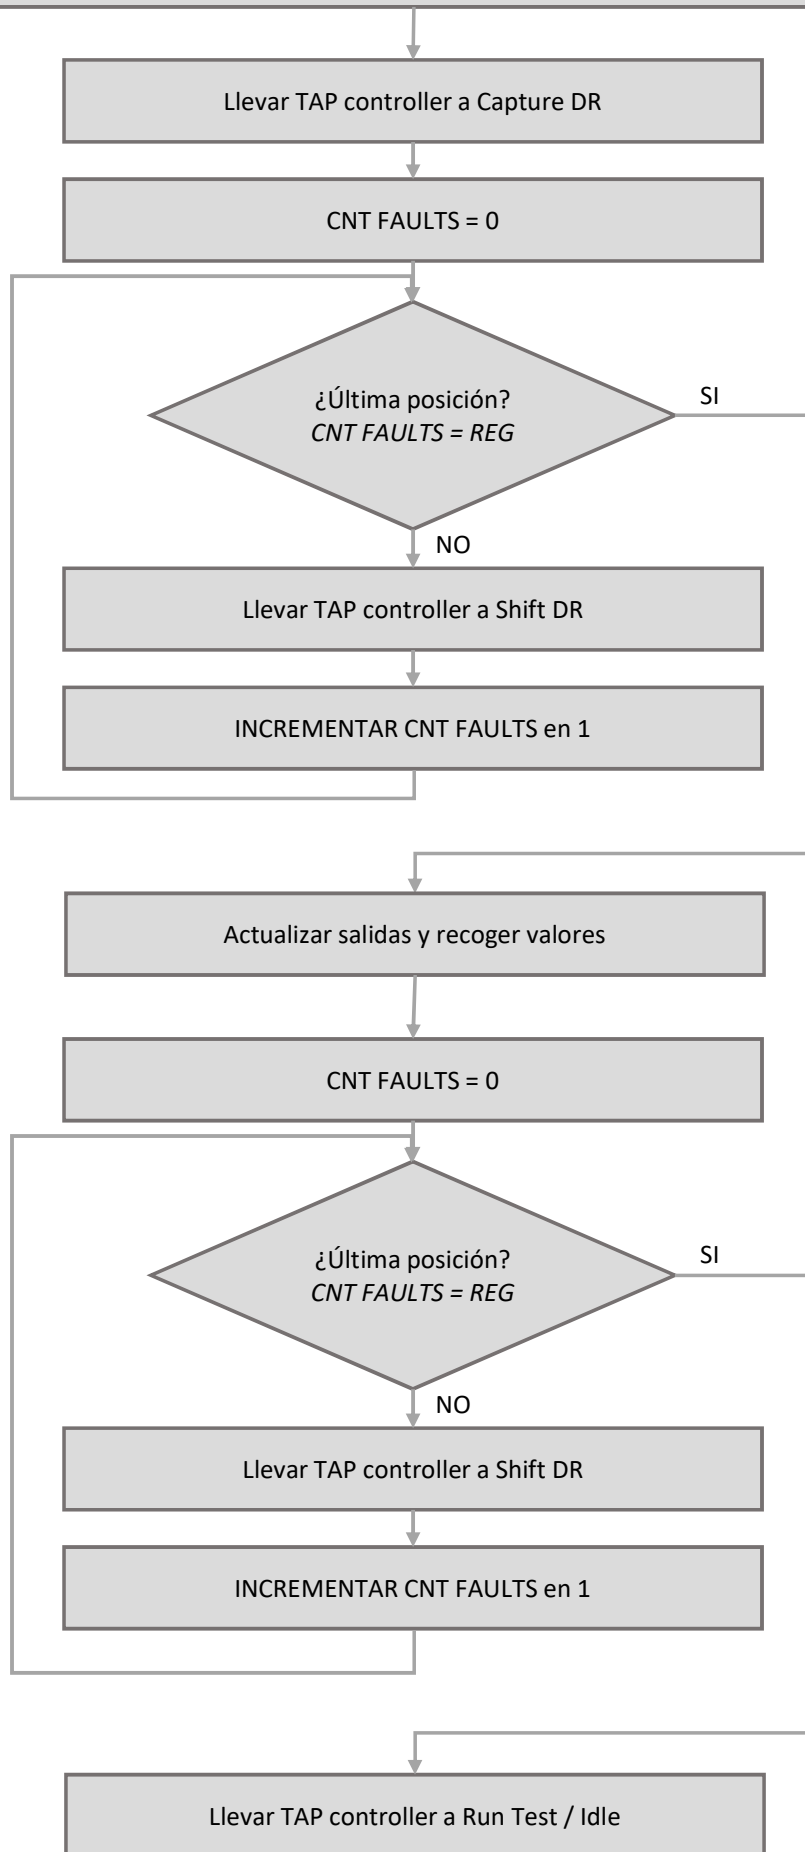 Llevar TAP controller a Capture DR
CNT FAULTS = 0
¿Última posición?
CNT FAULTS = REG
SI
NO
Llevar TAP controller a Shift DR
INCREMENTAR CNT FAULTS en 1
Actualizar salidas y recoger valores
CNT FAULTS = 0
¿Última posición?
CNT FAULTS = REG
SI
NO
Llevar TAP controller a Shift DR
INCREMENTAR CNT FAULTS en 1
Llevar TAP controller a Run Test / Idle